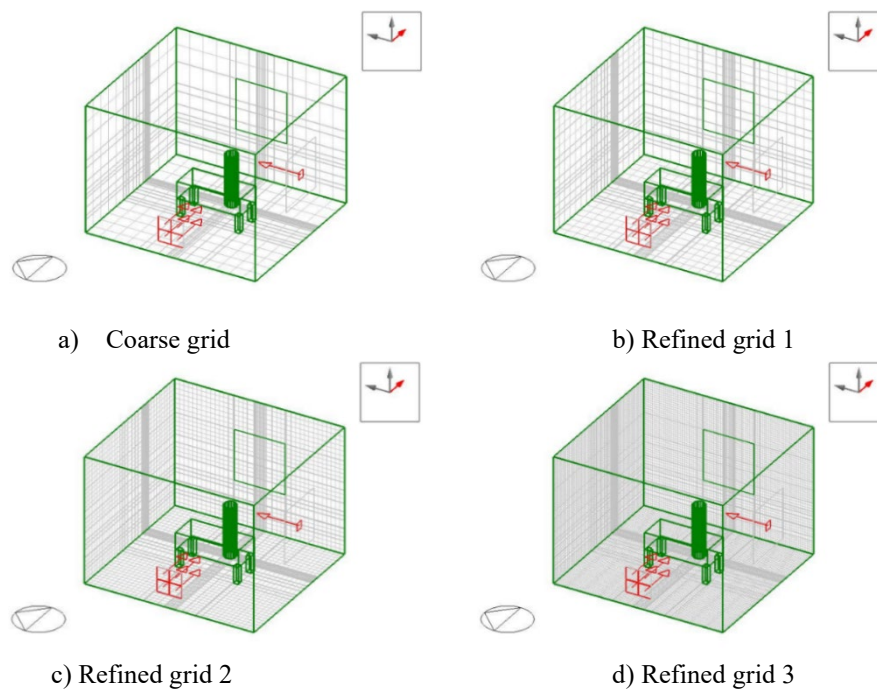 a) Coarse grid
b) Refined grid 1
c) Refined grid 2
d) Refined grid 3